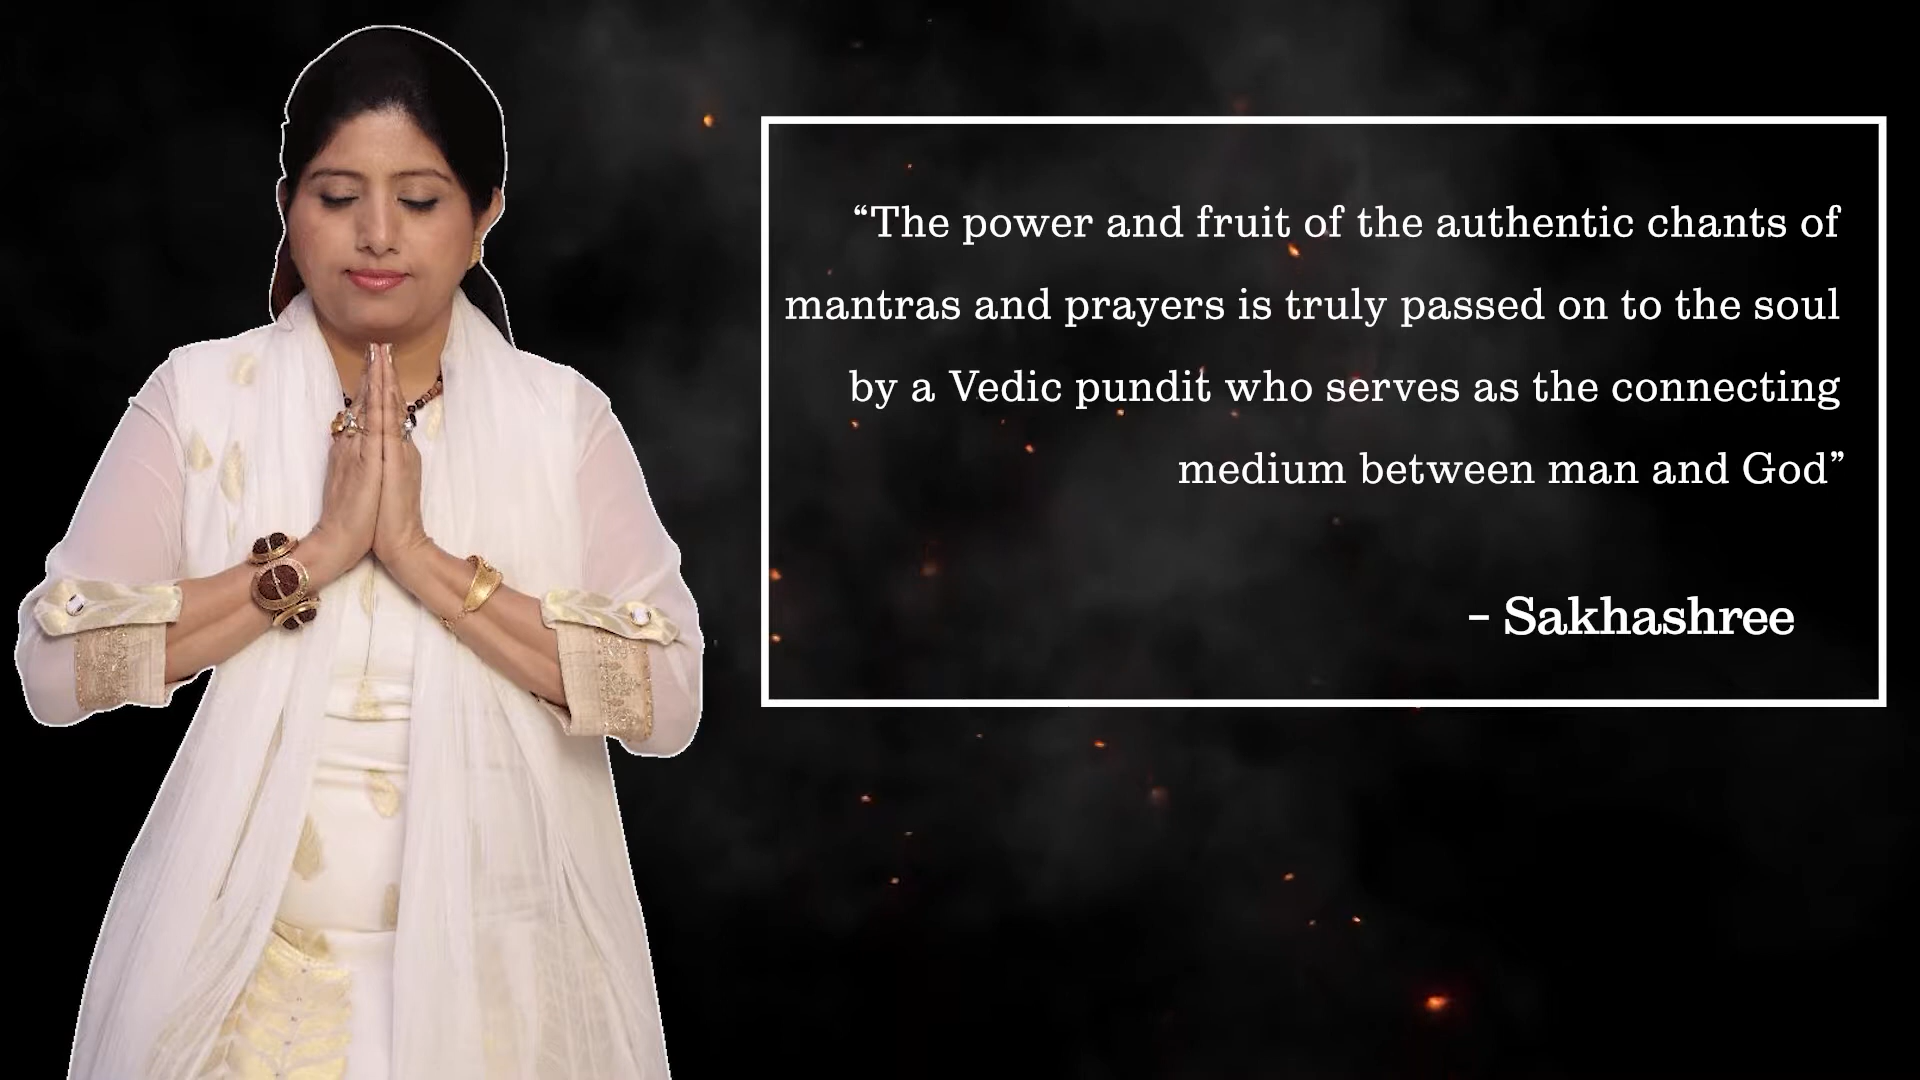 “The power and fruit of the authentic chants of
mantras and prayers is truly passed on to the soul
by a Vedic pundit who serves as the connecting
medium between man and God”
- Sakhashree